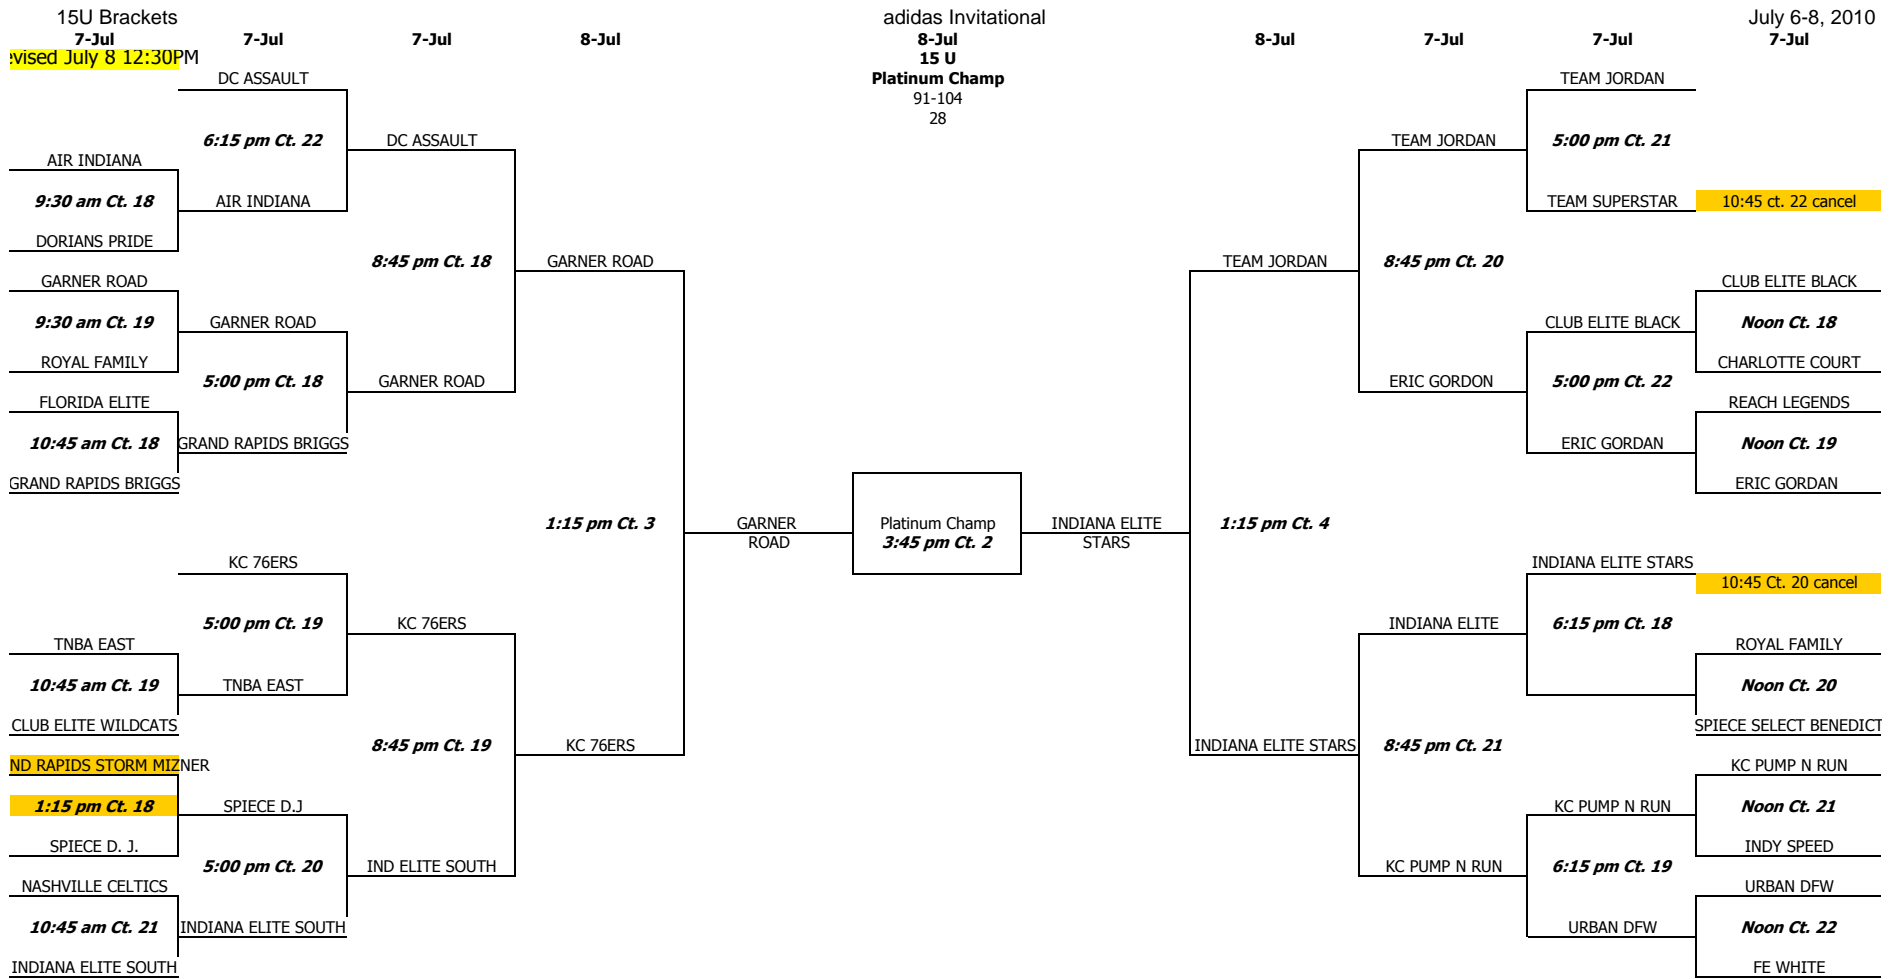 15U Brackets adidas Invitational July 6-8, 2010
7-Jul 7-Jul 7-Jul 8-Jul 8-Jul 8-Jul 7-Jul 7-Jul 7-Jul
evised July 8 12:30PM 15 U
DC ASSAULT Platinum Champ TEAM JORDAN
91-104
28
6:15 pm Ct. 22 DC ASSAULT TEAM JORDAN 5:00 pm Ct. 21
AIR INDIANA
9:30 am Ct. 18 AIR INDIANA TEAM SUPERSTAR 10:45 ct. 22 cancel
DORIANS PRIDE
8:45 pm Ct. 18 GARNER ROAD TEAM JORDAN 8:45 pm Ct. 20
GARNER ROAD CLUB ELITE BLACK
9:30 am Ct. 19 GARNER ROAD CLUB ELITE BLACK Noon Ct. 18
ROYAL FAMILY CHARLOTTE COURT
5:00 pm Ct. 18 GARNER ROAD ERIC GORDON 5:00 pm Ct. 22
FLORIDA ELITE REACH LEGENDS
10:45 am Ct. 18 GRAND RAPIDS BRIGGS ERIC GORDAN Noon Ct. 19
GRAND RAPIDS BRIGGS ERIC GORDAN
1:15 pm Ct. 3 GARNER Platinum Champ INDIANA ELITE 1:15 pm Ct. 4
ROAD 3:45 pm Ct. 2 STARS
KC 76ERS INDIANA ELITE STARS
10:45 Ct. 20 cancel
5:00 pm Ct. 19 KC 76ERS INDIANA ELITE 6:15 pm Ct. 18
TNBA EAST ROYAL FAMILY
10:45 am Ct. 19 TNBA EAST Noon Ct. 20
CLUB ELITE WILDCATS SPIECE SELECT BENEDICT
8:45 pm Ct. 19 KC 76ERS INDIANA ELITE STARS 8:45 pm Ct. 21
ND RAPIDS STORM MIZNER KC PUMP N RUN
1:15 pm Ct. 18 SPIECE D.J KC PUMP N RUN Noon Ct. 21
SPIECE D. J. INDY SPEED
5:00 pm Ct. 20 IND ELITE SOUTH KC PUMP N RUN 6:15 pm Ct. 19
NASHVILLE CELTICS URBAN DFW
10:45 am Ct. 21 INDIANA ELITE SOUTH URBAN DFW Noon Ct. 22
INDIANA ELITE SOUTH FE WHITE